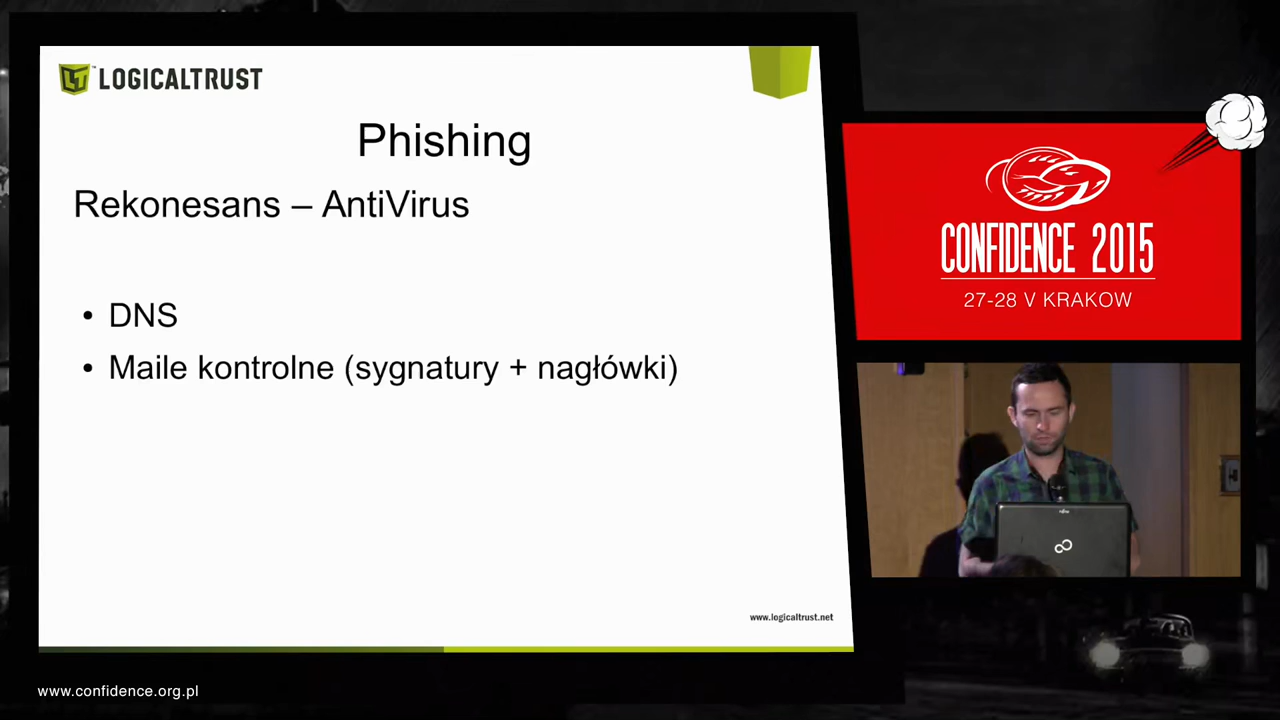 LOGICALTRUST
Phishing
Rekonesans – AntiVirus
• DNS
• Maile kontrolne (sygnatury + nagłówki)
www.logicaltrust.net
CONFIDENCE 2015
27-28 V KRAKOW
www.confidence.org.pl